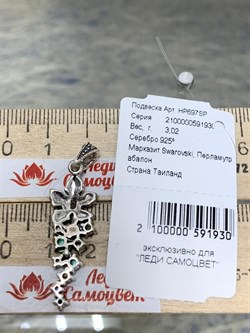 Подвеска Арт. HP697SP
Серия 2100000591930
Вес, г. 3,02
Серебро 925°
Марказит Swarovski, Перламутр
абалон
Страна Таиланд
2 100000 591930
эксклюзивно для
"ЛЕДИ САМОЦВЕТ"
Леди
Самоцвет
Леди
Самоцвет